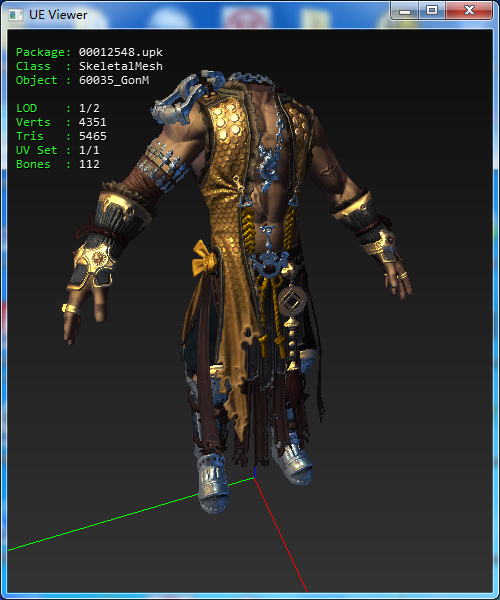 UE Viewer
Package: 00012548.upk
Class : SkeletalMesh
Object : 60035_GonM
LOD : 1/2
Verts : 4351
Tris : 5465
UV Set : 1/1
Bones : 112